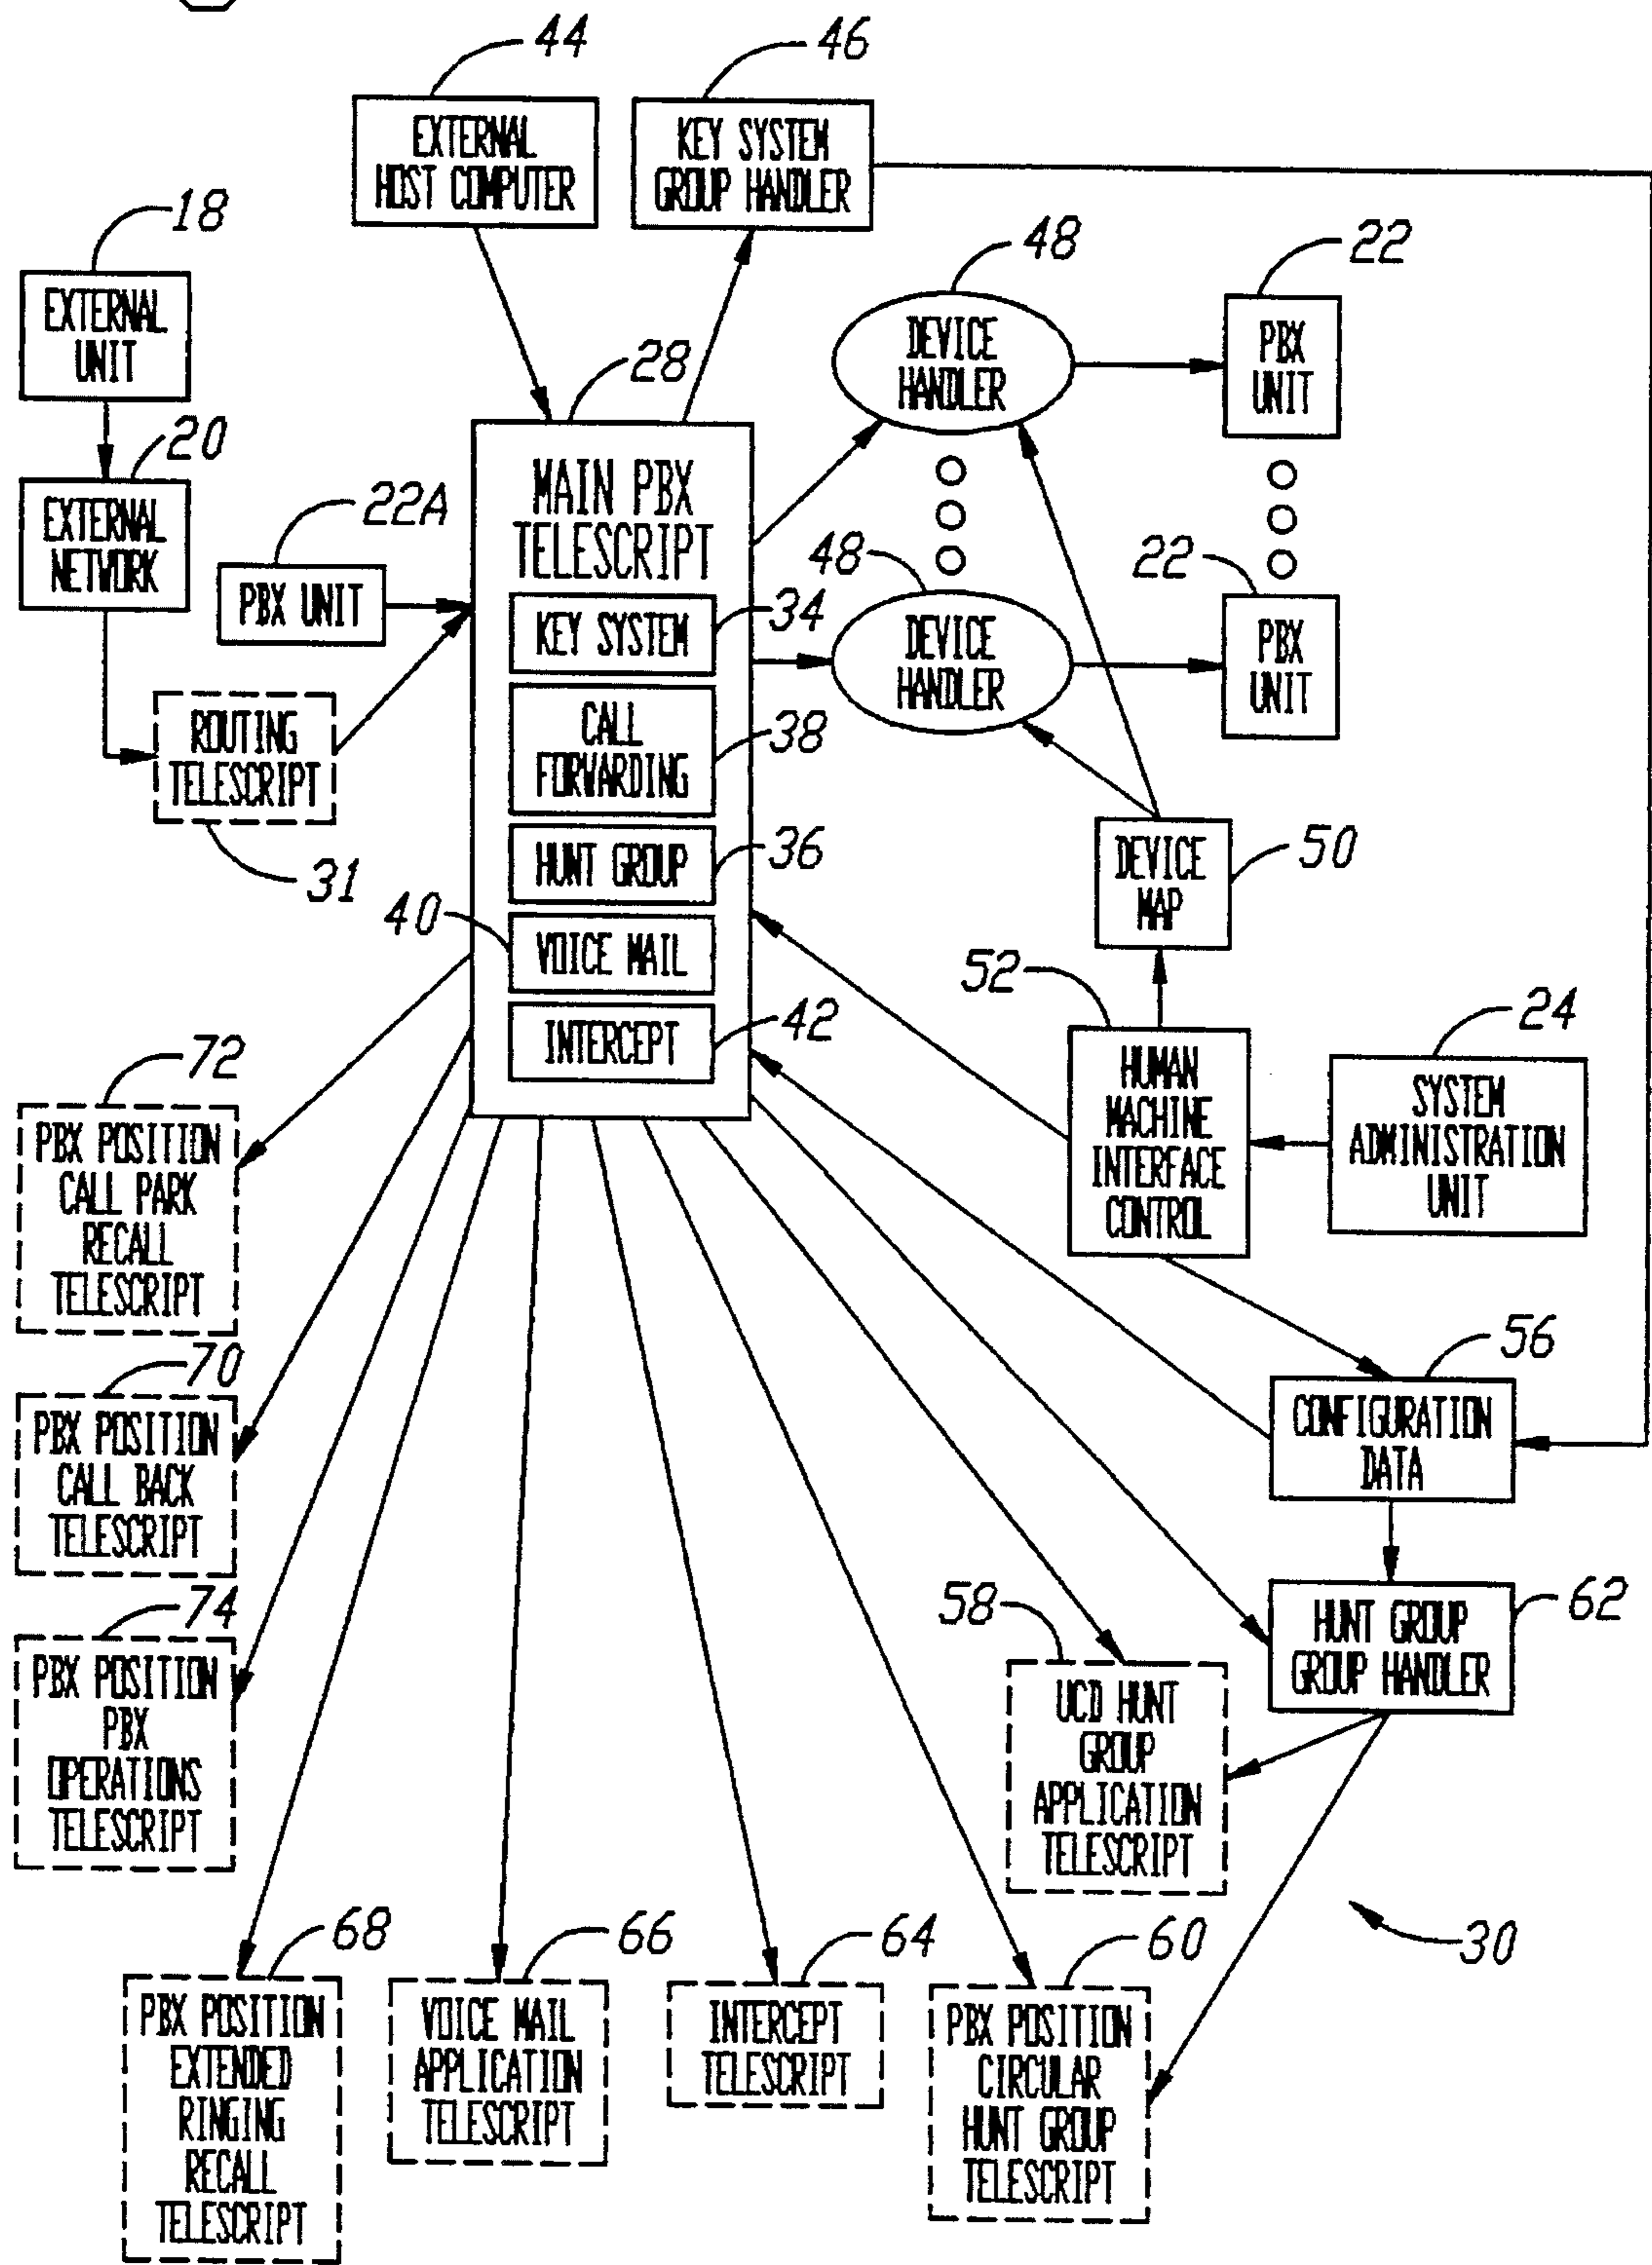 44
46
EXTERNAL
HOST COMPUTER
KEY SYSTEM
GROUP HANDLER
18
EXTERNAL
UNIT
48
22
DEVICE
HANDLER
PBX
UNIT
28
20
EXTERNAL
NETWORK
22A
PBX UNIT
MAIN PBX
TELESCRIPT
KEY SYSTEM
34
CALL
FORWARDING
38
HUNT GROUP
36
40
VOICE MAIL
INTERCEPT
42
48
DEVICE
HANDLER
22
PBX
UNIT
ROUTING
TELESCRIPT
31
DEVICE
MAP
50
52
HUMAN
MACHINE
INTERFACE
CONTROL
24
SYSTEM
ADMINISTRATION
UNIT
72
PBX POSITION
CALL PARK
RECALL
TELESCRIPT
70
PBX POSITION
CALL BACK
TELESCRIPT
56
CONFIGURATION
DATA
74
PBX POSITION
PBX
OPERATIONS
TELESCRIPT
58
UCD HUNT
GROUP
APPLICATION
TELESCRIPT
HUNT GROUP
GROUP HANDLER
62
30
68
PBX POSITION
EXTENDED
RINGING
RECALL
TELESCRIPT
66
VOICE MAIL
APPLICATION
TELESCRIPT
64
INTERCEPT
TELESCRIPT
60
PBX POSITION
CIRCULAR
HUNT GROUP
TELESCRIPT